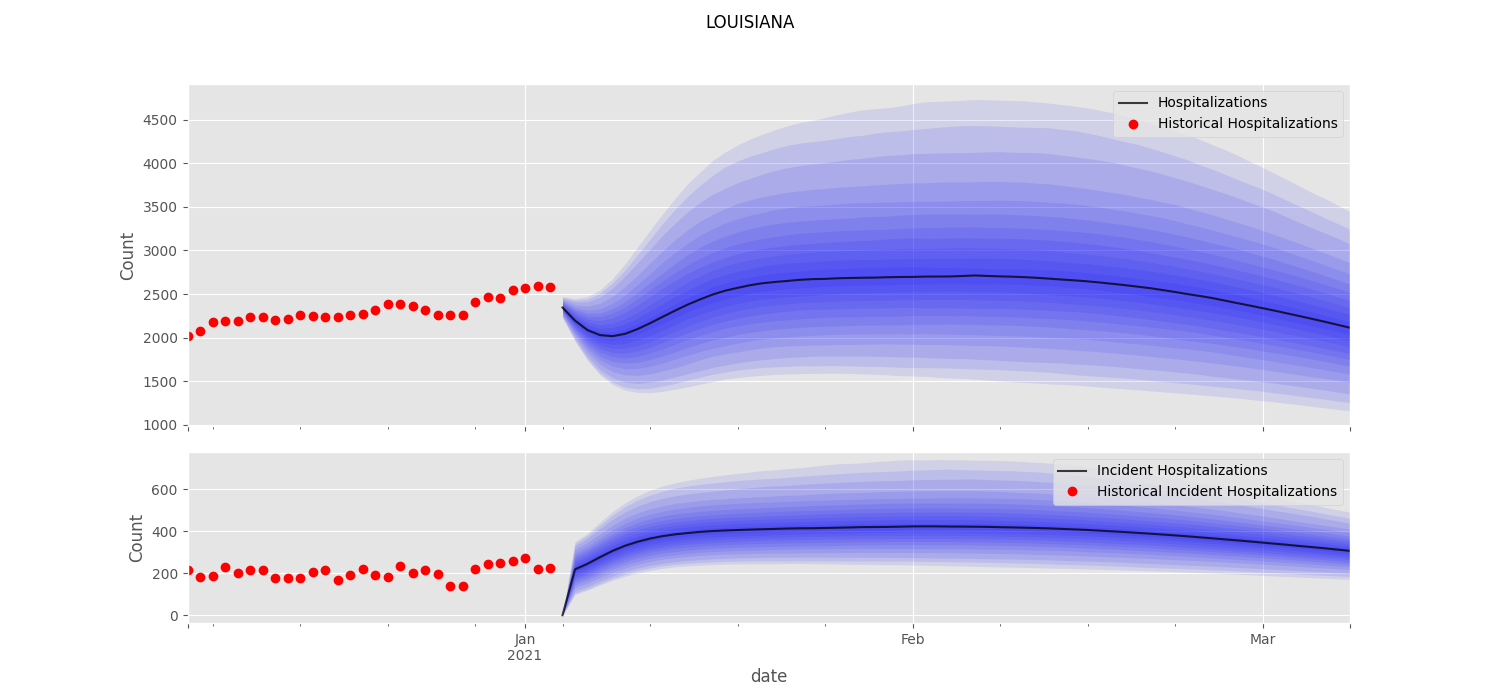 LOUISIANA
Hospitalizations
Historical Hospitalizations
4500
4000
3500
3000
2500
2000
1500
1000
Count
Incident Hospitalizations
Historical Incident Hospitalizations
600
400
200
0
Count
Jan
2021
Feb
Mar
date